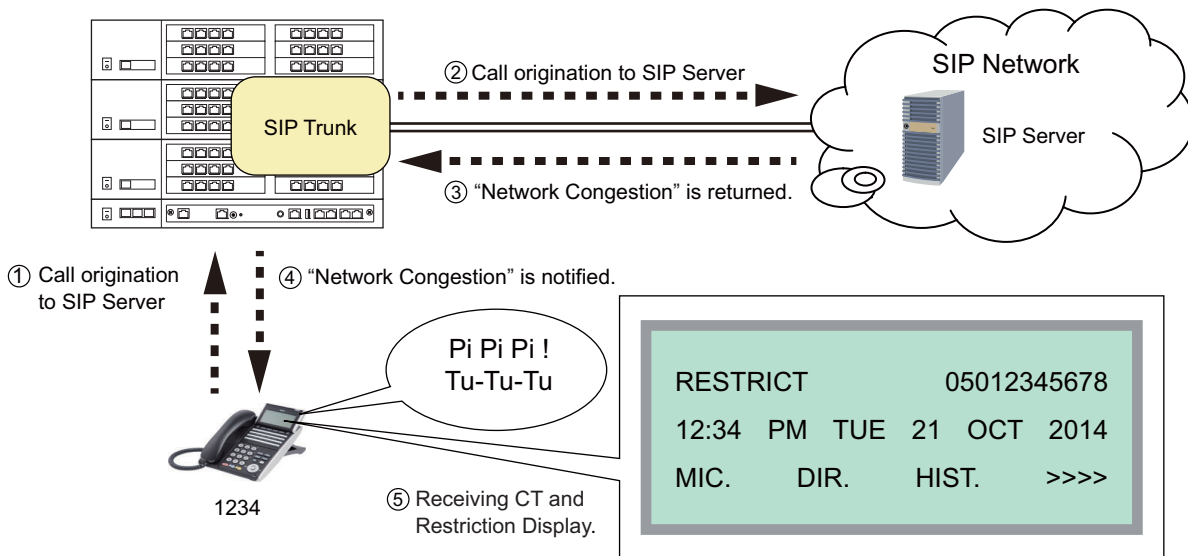 ② Call origination to SIP Server
SIP Network
SIP Trunk
SIP Server
③ “Network Congestion” is returned.
① Call origination
to SIP Server
④ “Network Congestion” is notified.
Pi Pi Pi !
Tu-Tu-Tu
RESTRICT 05012345678
12:34 PM TUE 21 OCT 2014
MIC. DIR. HIST. >>>>
1234
⑤ Receiving CT and
Restriction Display.